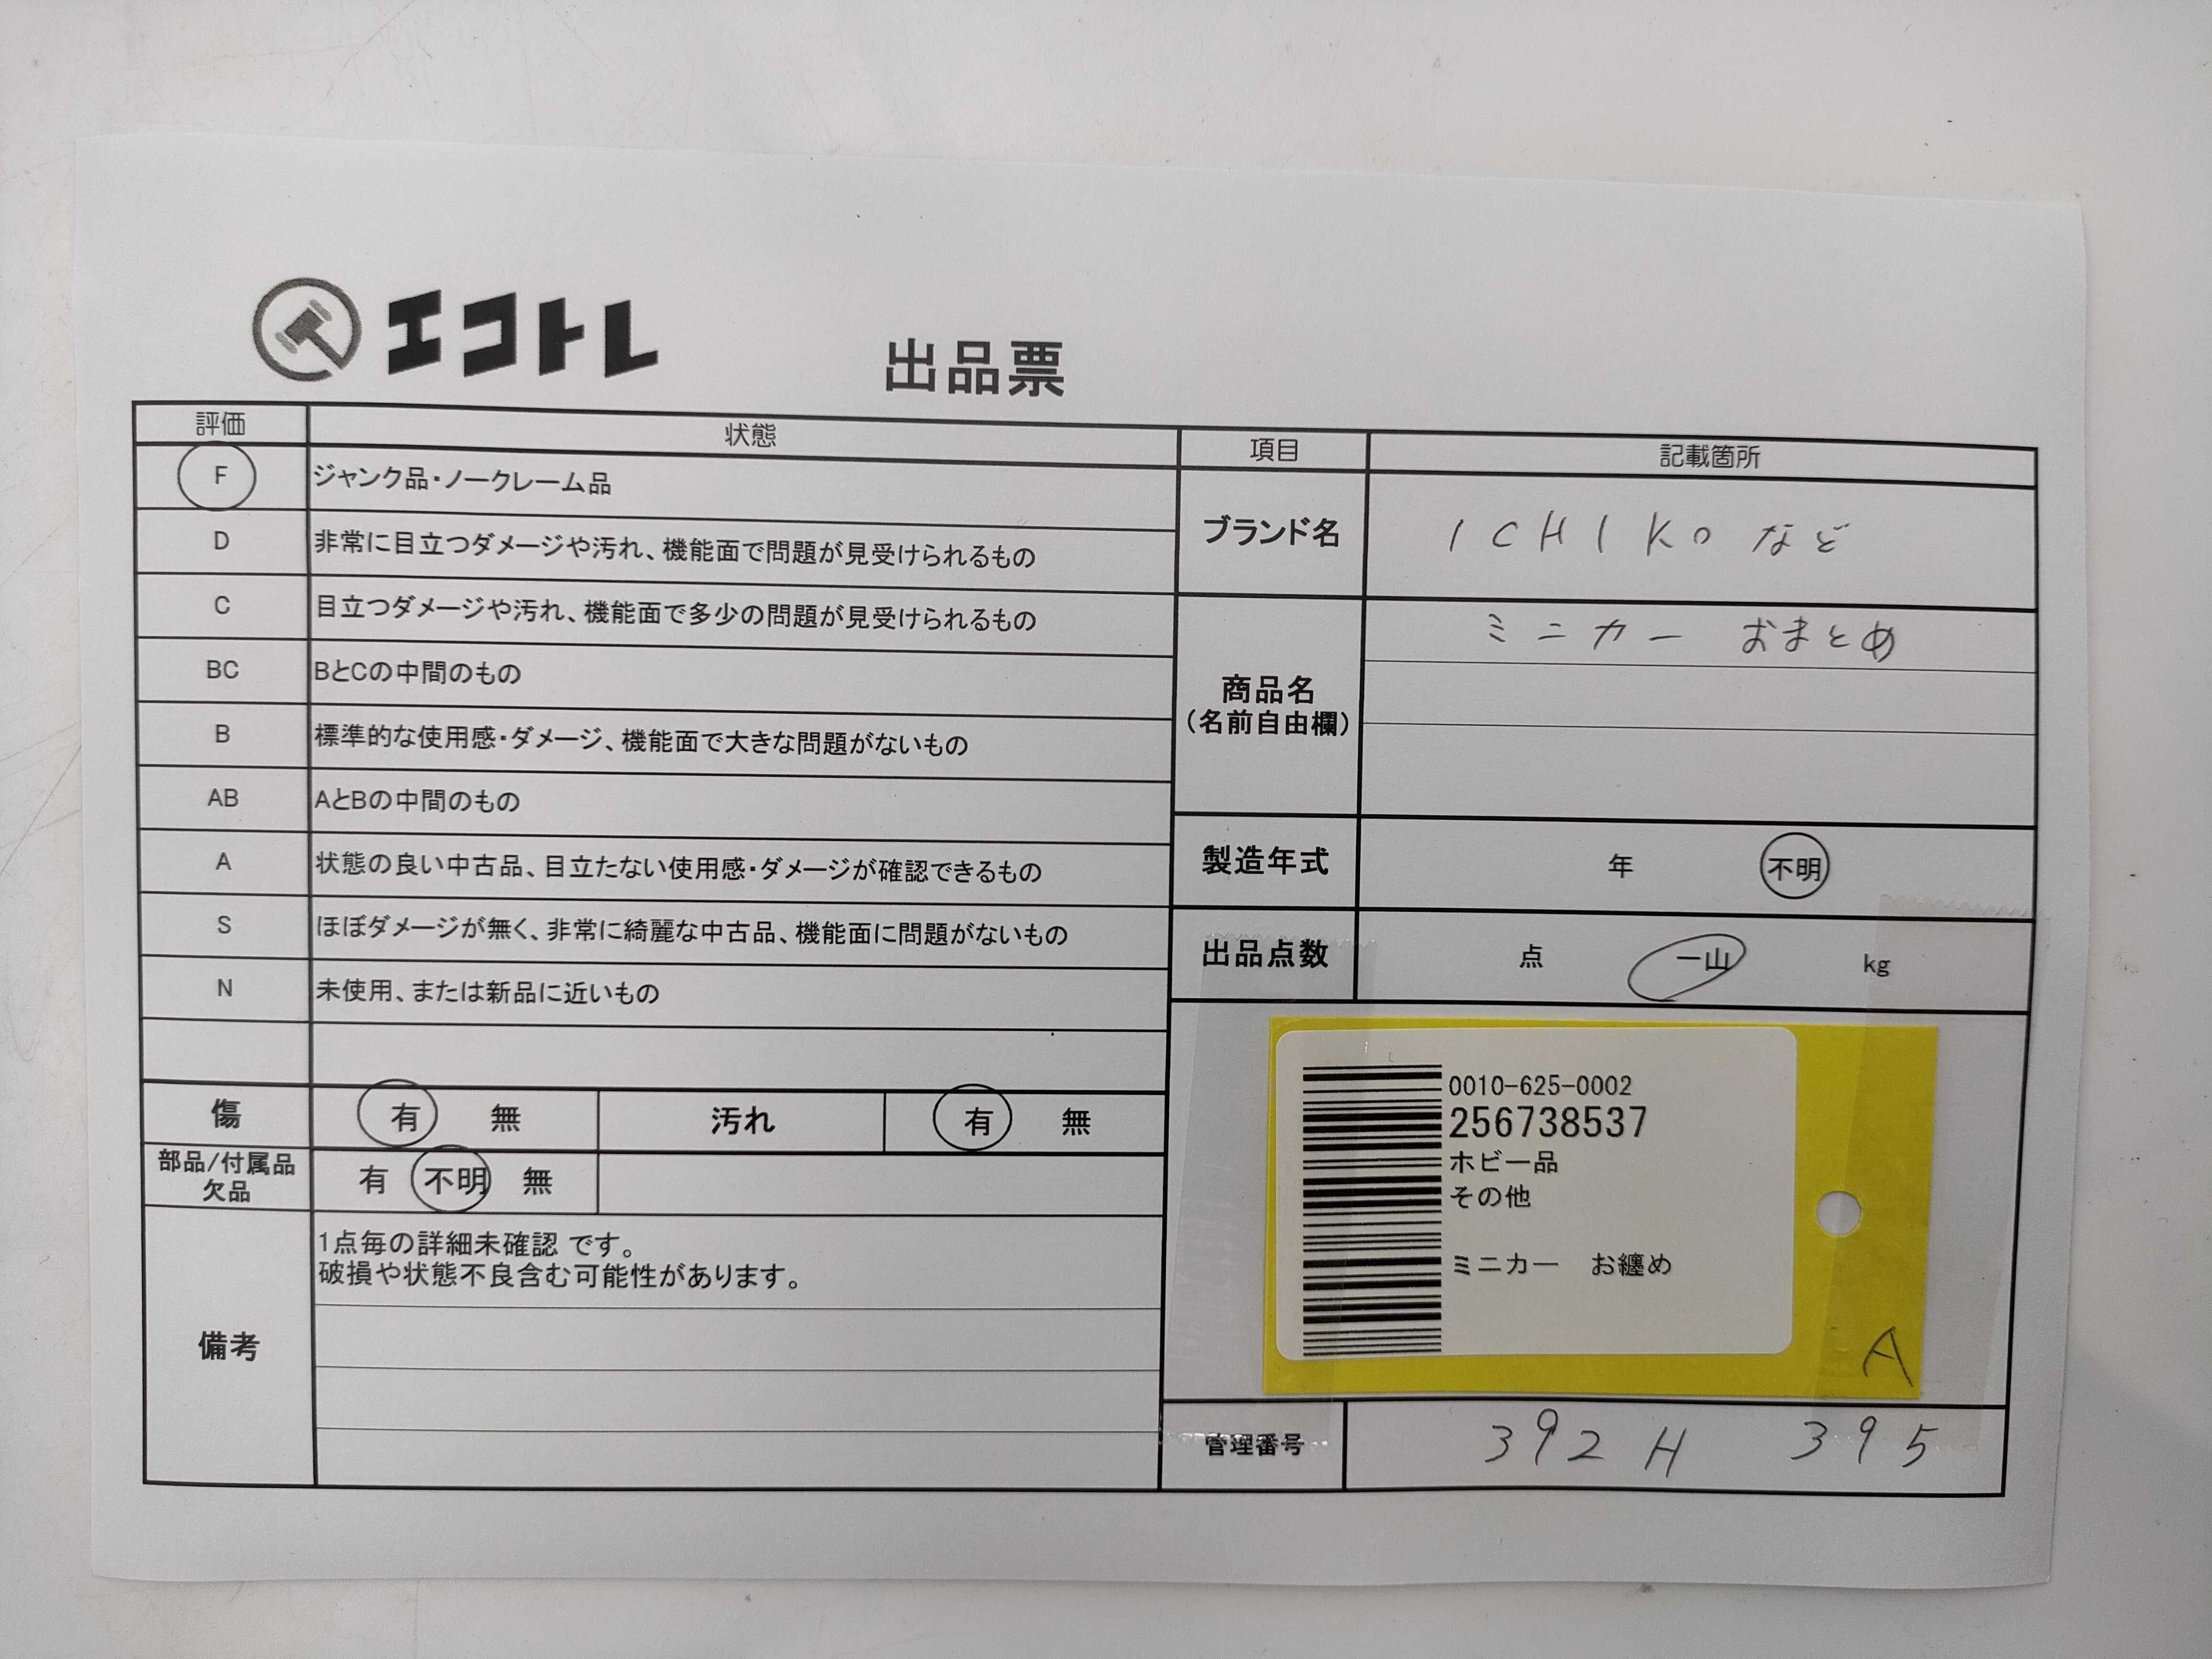 エコトレ
出品票
評価 状態
F ジャンク品・ノークレーム品
D 非常に目立つダメージや汚れ、機能面で問題が見受けられるもの
C 目立つダメージや汚れ、機能面で多少の問題が見受けられるもの
BC BとCの中間のもの
B 標準的な使用感・ダメージ、機能面で大きな問題がないもの
AB AとBの中間のもの
A 状態の良い中古品、目立たない使用感・ダメージが確認できるもの
S ほぼダメージが無く、非常に綺麗な中古品、機能面に問題がないもの
N 未使用、または新品に近いもの
傷 有 無 汚れ 有 無
部品/付属品
欠品 有 不明 無
備考
1点毎の詳細未確認 です。
破損や状態不良含む可能性があります。
項目 記載箇所
ブランド名 ICHIKO など
商品名
(名前自由欄)
ミニカー おまとめ
製造年式 年 不明
出品点数 点 一山 kg
0010-625-0002
256738537
ホビー品
その他
ミニカー お纏め
A
管理番号 392H 395